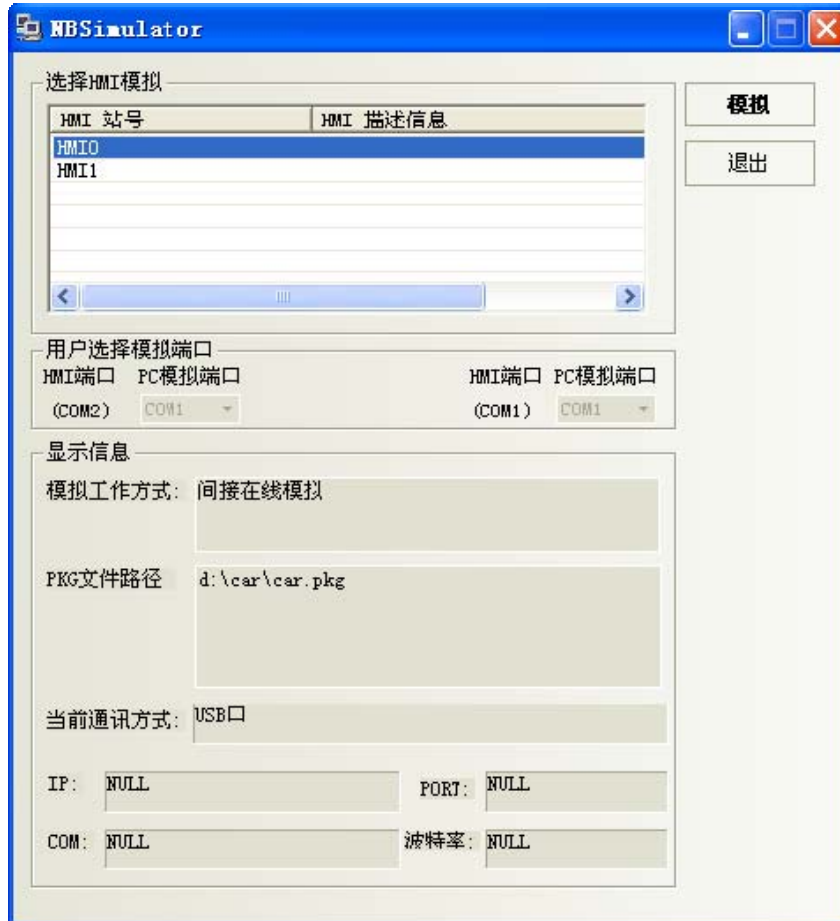 NBSimulator
选择HMI模拟
HMI 站号 HMI 描述信息
模拟
HMI0
退出
HMI1
用户选择模拟端口
HMI端口 PC模拟端口 HMI端口 PC模拟端口
(COM2) COM1 (COM1) COM1
显示信息
模拟工作方式: 间接在线模拟
PKG文件路径 d:\car\car.pkg
当前通讯方式: USB口
IP: NULL PORT: NULL
COM: NULL 波特率: NULL